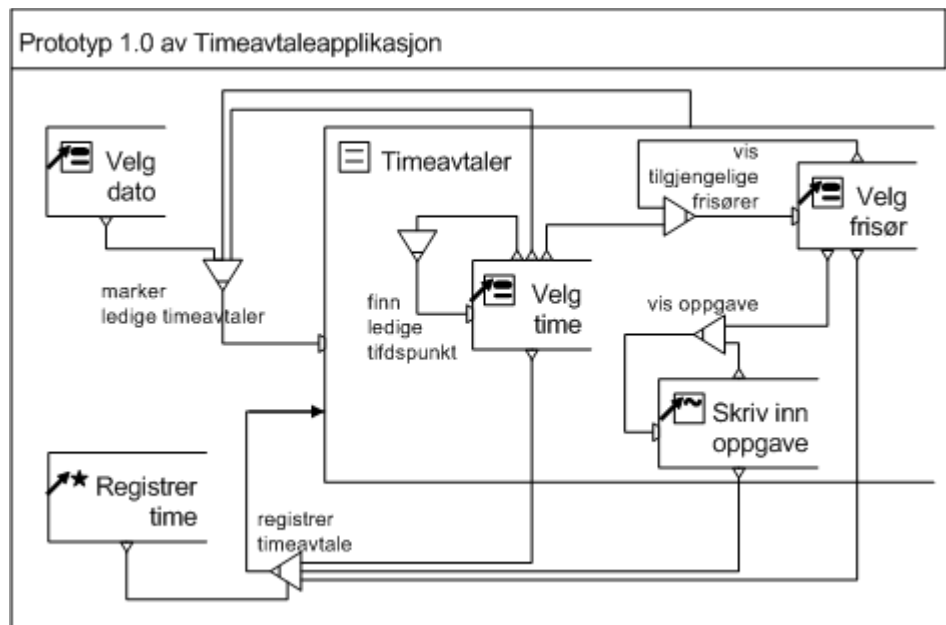 Prototyp 1.0 av Timeavtaleapplikasjon
Velg
dato
Timeavtaler
vis
tilgjengelige
frisører
Velg
frisør
marker
ledige timeavtaler
finn
ledige
tifdspunkt
Velg
time
vis oppgave
Skriv inn
oppgave
Registrer
time
registrer
timeavtale